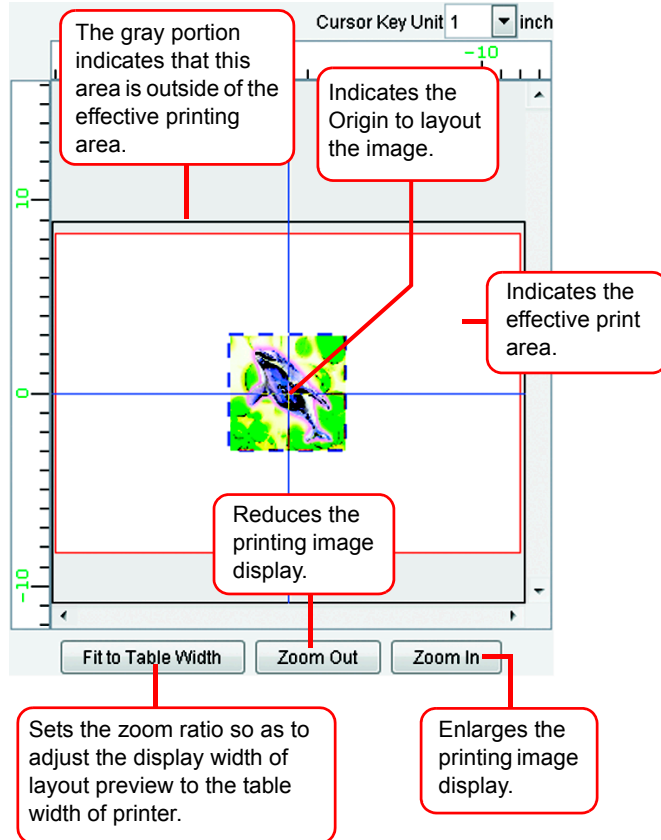 Cursor Key Unit 1 inch
The gray portion
indicates that this
area is outside of the
effective printing
area.
-10
Indicates the
Origin to layout
the image.
10
Indicates the
effective print
area.
0
Reduces the
printing image
display.
-10
Fit to Table Width Zoom Out Zoom In
Sets the zoom ratio so as to
adjust the display width of
layout preview to the table
width of printer.
Enlarges the
printing image
display.